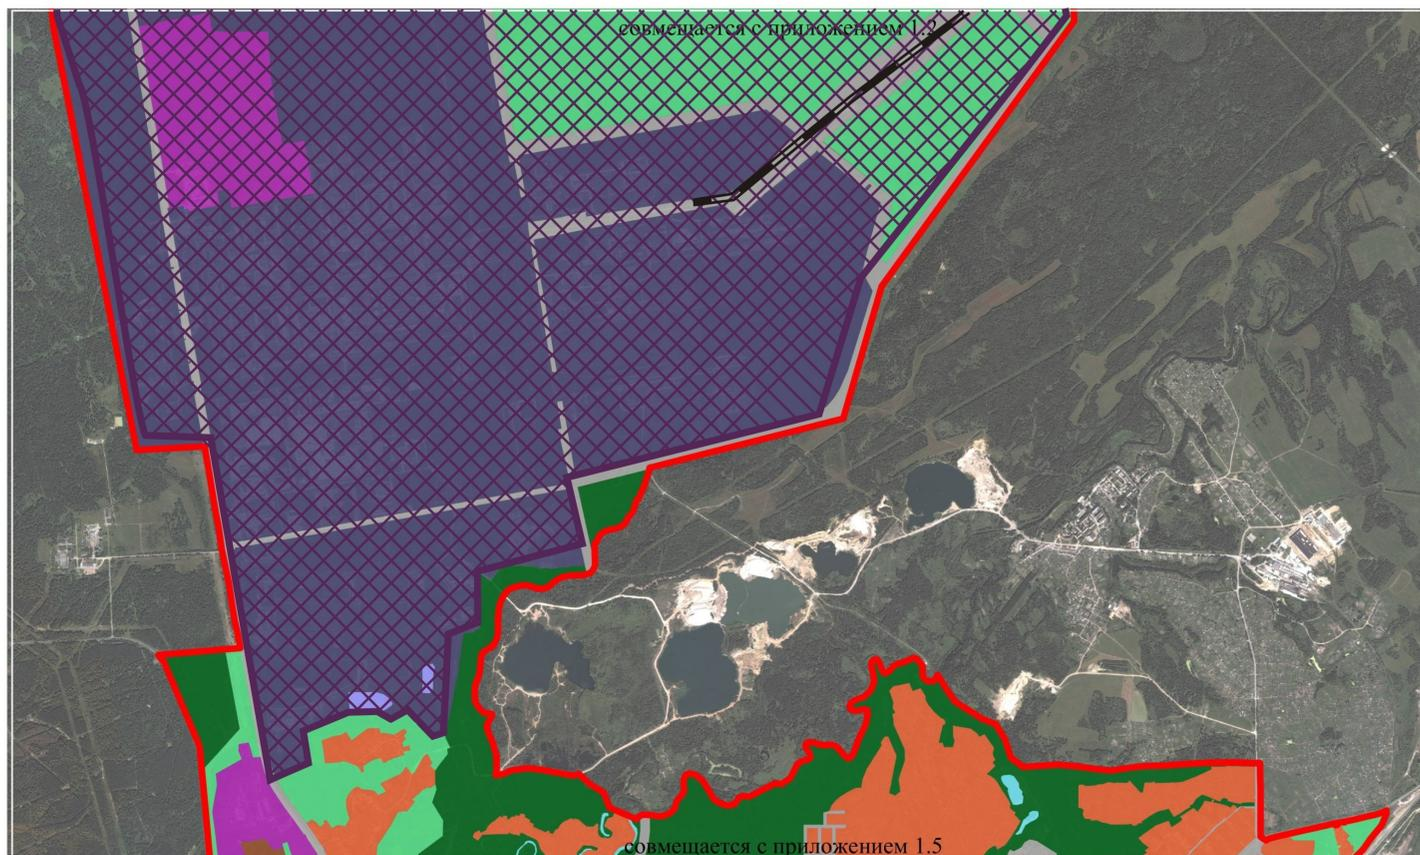 совмещается с приложением 1.2
совмещается с приложением 1.5